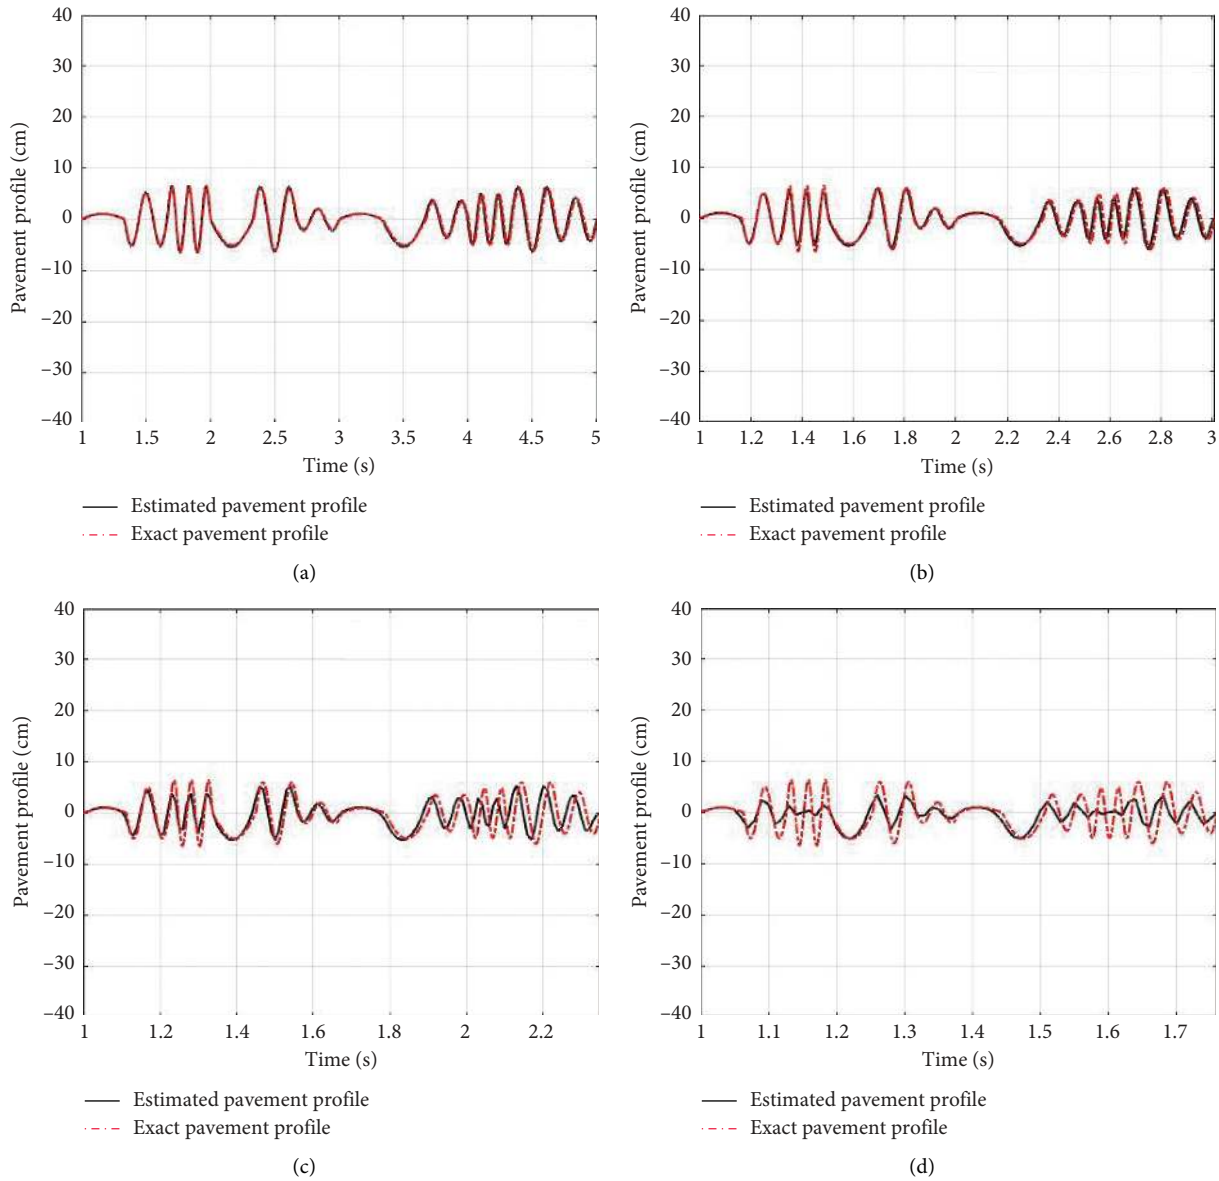 40
30
20
10
0
–10
–20
–30
–40
Pavement profile (cm)
1 1.5 2 2.5 3 3.5 4 4.5 5
Time (s)
Estimated pavement profile
Exact pavement profile
(a)
40
30
20
10
0
–10
–20
–30
–40
Pavement profile (cm)
1 1.2 1.4 1.6 1.8 2 2.2 2.4 2.6 2.8 3
Time (s)
Estimated pavement profile
Exact pavement profile
(b)
40
30
20
10
0
–10
–20
–30
–40
Pavement profile (cm)
1 1.2 1.4 1.6 1.8 2 2.2
Time (s)
Estimated pavement profile
Exact pavement profile
(c)
40
30
20
10
0
–10
–20
–30
–40
Pavement profile (cm)
1 1.1 1.2 1.3 1.4 1.5 1.6 1.7
Time (s)
Estimated pavement profile
Exact pavement profile
(d)